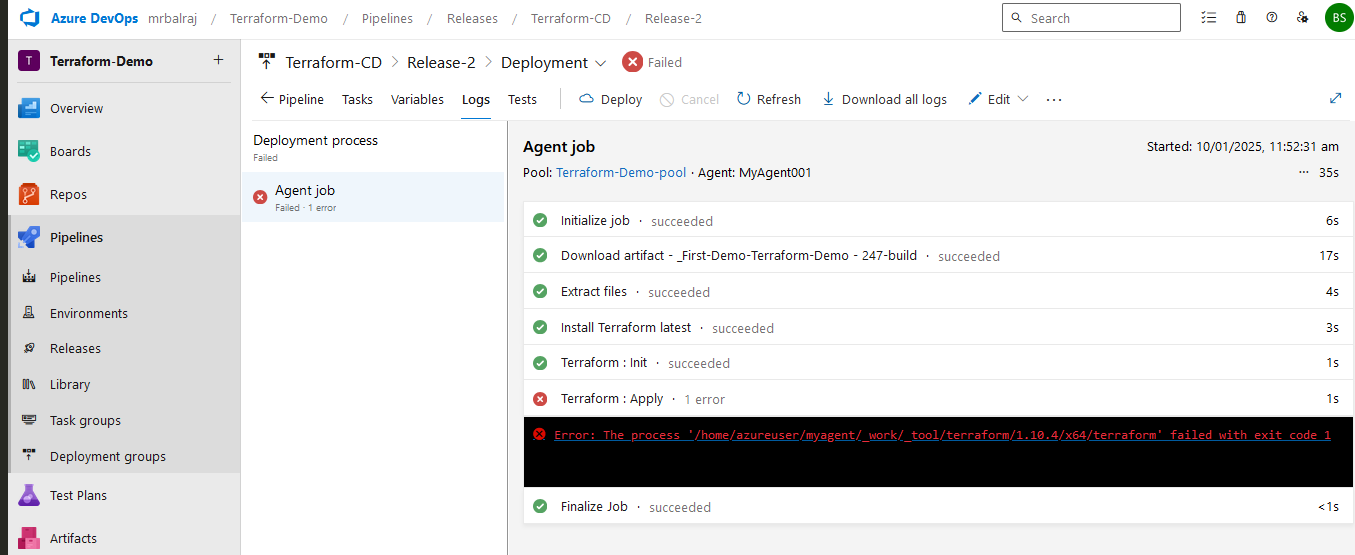 Azure DevOps mrbalraj / Terraform-Demo / Pipelines / Releases / Terraform-CD / Release-2 Search BS
T Terraform-Demo +
Overview
Boards
Repos
Pipelines
Pipelines
Environments
Releases
Library
Task groups
Deployment groups
Test Plans
Artifacts
Terraform-CD > Release-2 > Deployment Failed
Pipeline Tasks Variables Logs Tests Deploy Cancel Refresh Download all logs Edit ...
Deployment process
Failed
Agent job
Failed · 1 error
Agent job Started: 10/01/2025, 11:52:31 am
Pool: Terraform-Demo-pool · Agent: MyAgent001 ... 35s
Initialize job · succeeded 6s
Download artifact - _First-Demo-Terraform-Demo - 247-build · succeeded 17s
Extract files · succeeded 4s
Install Terraform latest · succeeded 3s
Terraform : Init · succeeded 1s
Terraform : Apply · 1 error 1s
Error: The process '/home/azureuser/myagent/_work/_tool/terraform/1.10.4/x64/terraform' failed with exit code 1
Finalize Job · succeeded <1s